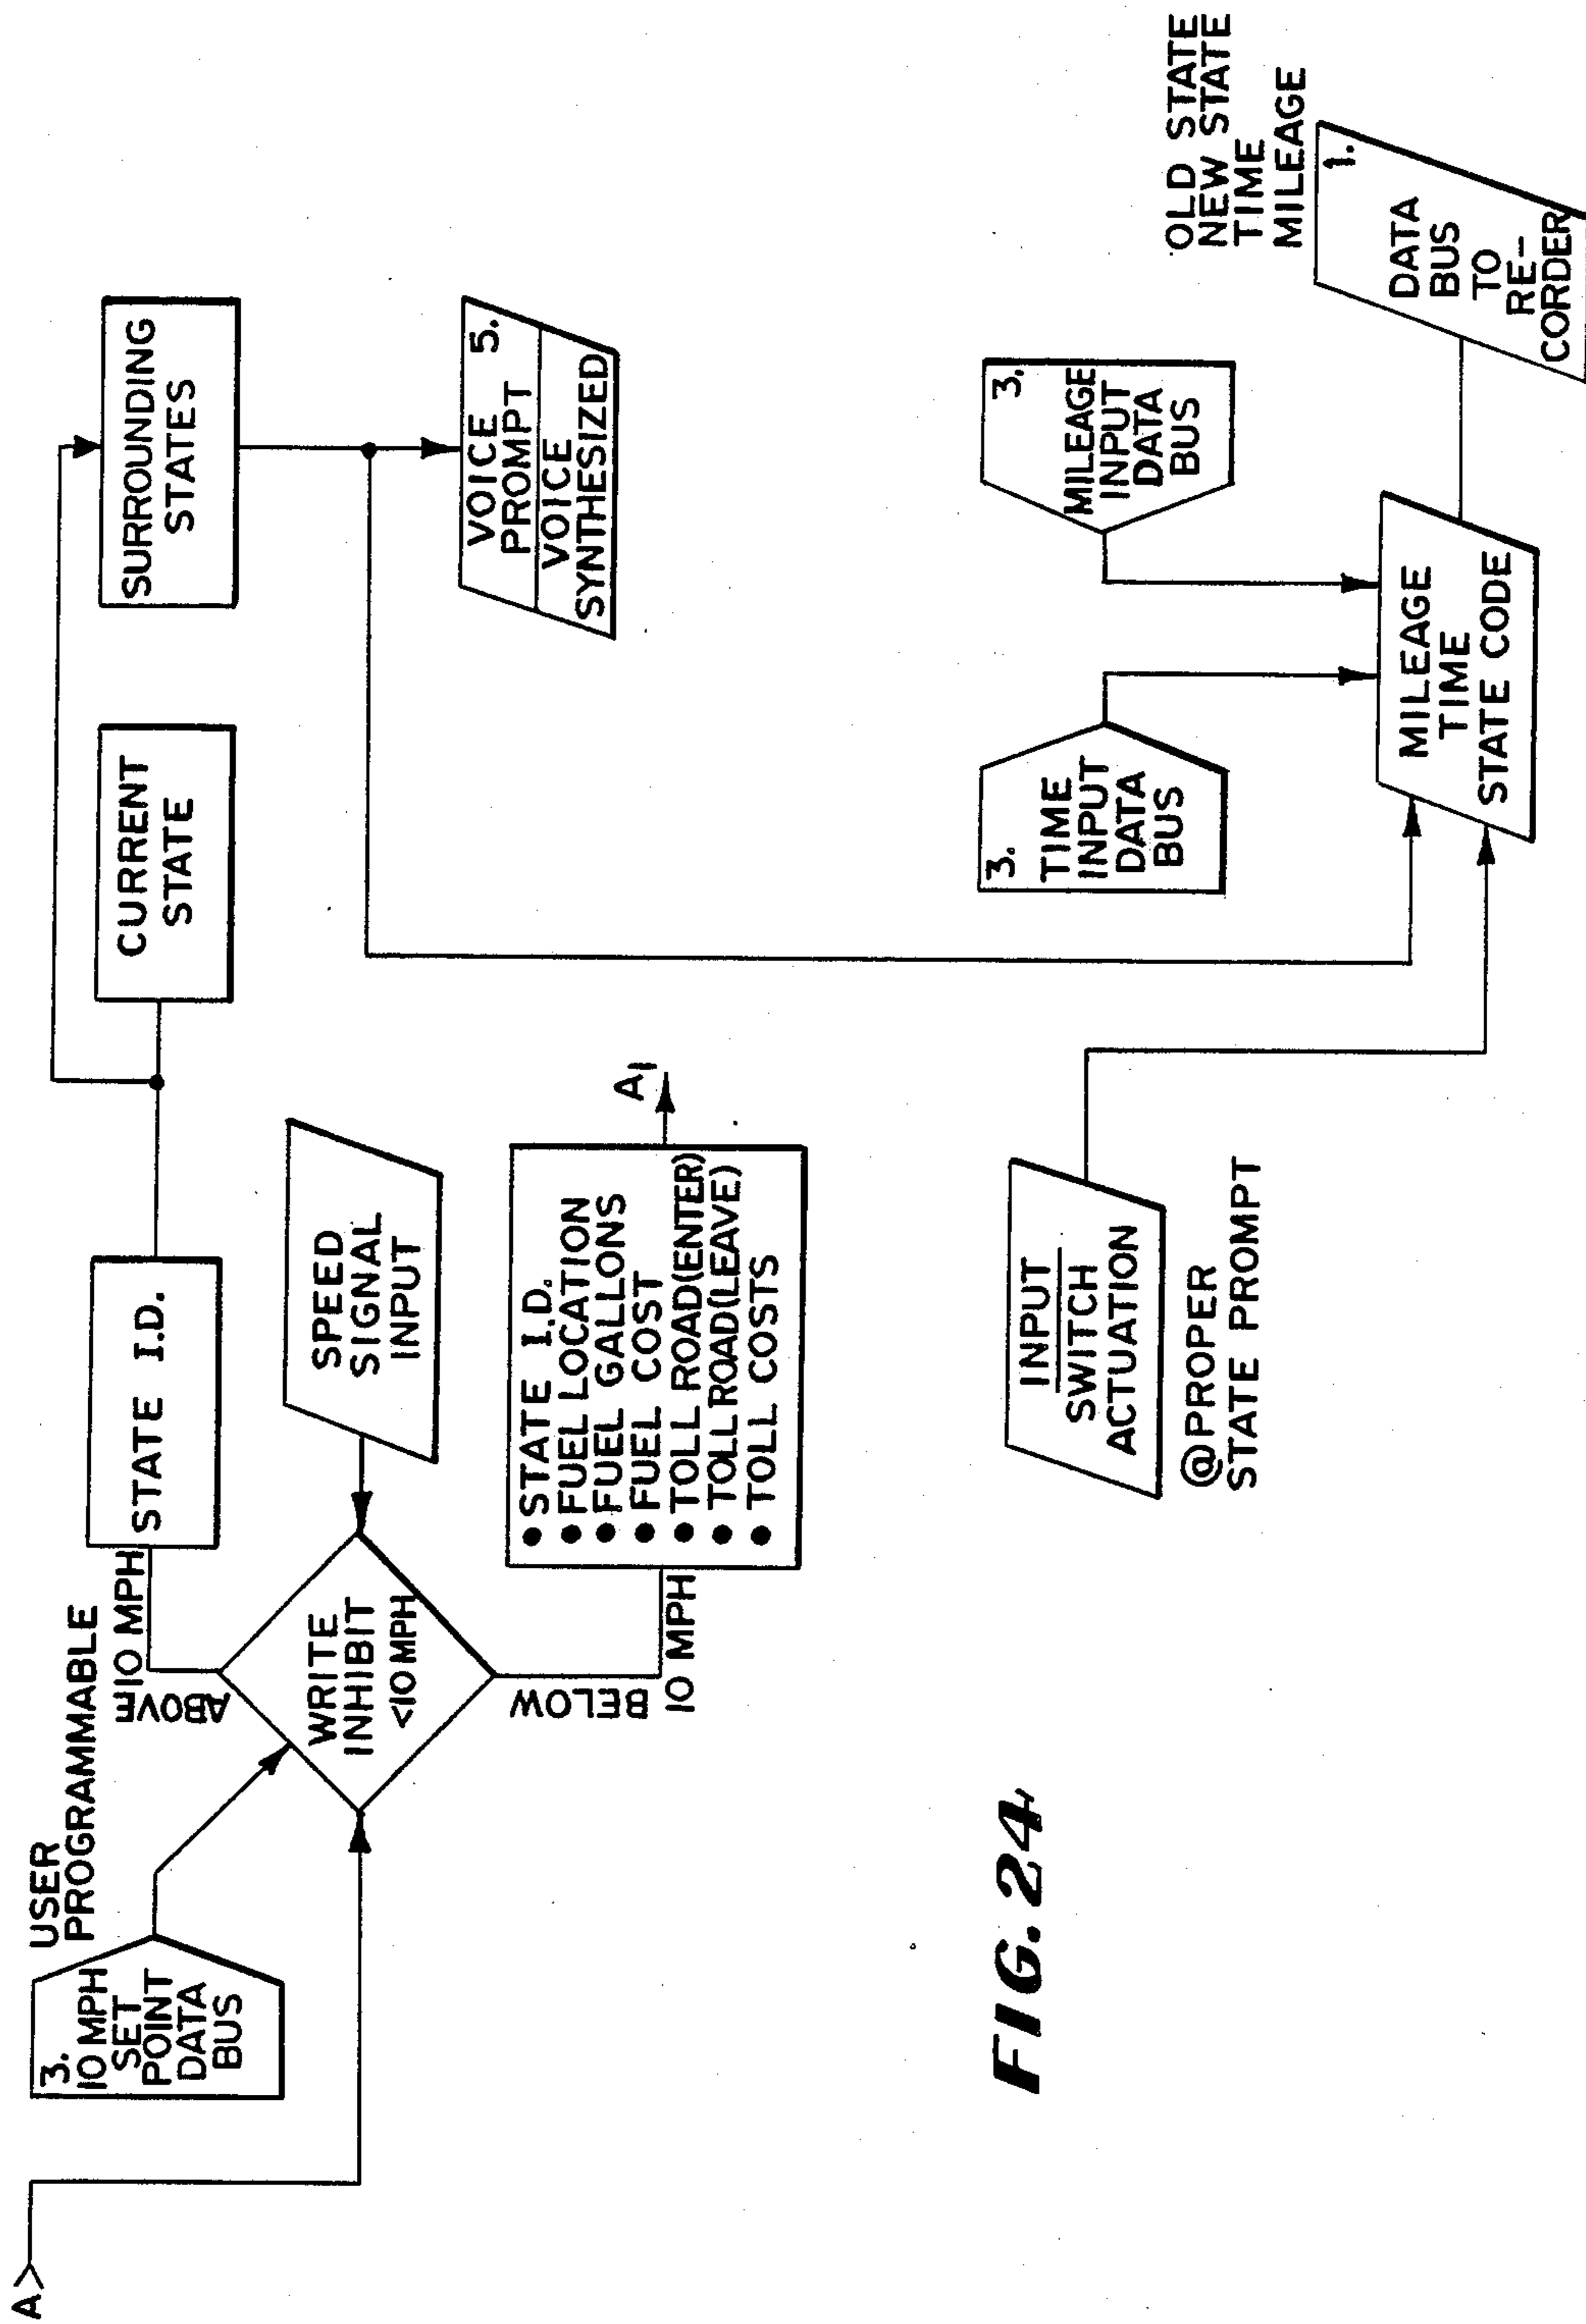 A>
3.
10 MPH
SET
POINT
DATA
BUS
USER
PROGRAMMABLE
ABOVE
10 MPH
WRITE
INHIBIT
<10 MPH
BELOW
10 MPH
STATE I.D.
SPEED
SIGNAL
INPUT
• STATE I.D.
• FUEL LOCATION
• FUEL GALLONS
• FUEL COST
• TOLL ROAD(ENTER)
• TOLL ROAD(LEAVE)
• TOLL COSTS
A1
CURRENT
STATE
SURROUNDING
STATES
VOICE 5.
PROMPT
VOICE
SYNTHESIZED
INPUT
SWITCH
ACTUATION
@PROPER
STATE PROMPT
3.
TIME
INPUT
DATA
BUS
3.
MILEAGE
INPUT
DATA
BUS
MILEAGE
TIME
STATE CODE
OLD STATE
NEW STATE
TIME
MILEAGE
1.
DATA
BUS
TO
RE-
CORDER
FIG. 24